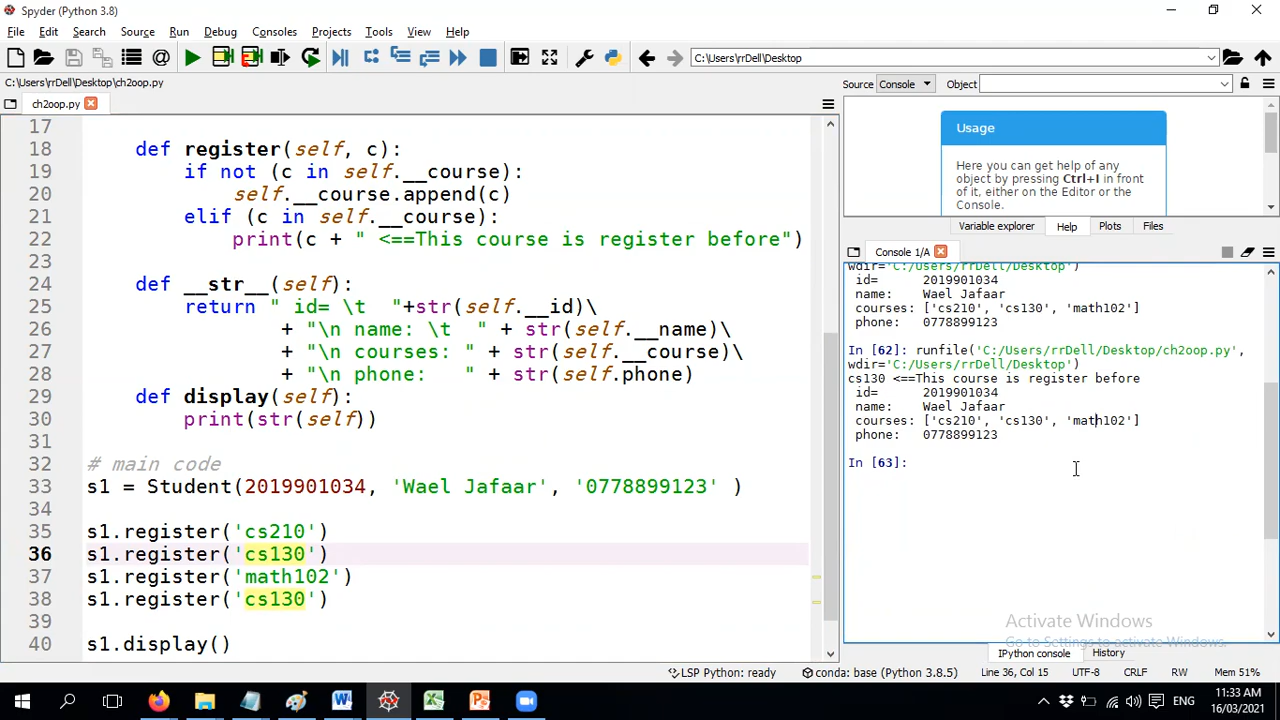 Spyder (Python 3.8)
File Edit Search Source Run Debug Consoles Projects Tools View Help
C:\Users\rrDell\Desktop
C:\Users\rrDell\Desktop\ch2oop.py
Source Console Object
ch2oop.py
Usage
Here you can get help of any
object by pressing Ctrl+I in front
of it, either on the Editor or the
Console.
Variable explorer Help Plots Files
17
18 def register(self, c):
19 if not (c in self.__course):
20 self.__course.append(c)
21 elif (c in self.__course):
22 print(c + " <==This course is register before")
23
24 def __str__(self):
25 return " id= \t  "+str(self.__id)\
26 + "\n name: \t  " + str(self.__name)\
27 + "\n courses: " + str(self.__course)\
28 + "\n phone:   " + str(self.phone)
29 def display(self):
30 print(str(self))
31
32 # main code
33 s1 = Student(2019901034, 'Wael Jafaar', '0778899123' )
34
35 s1.register('cs210')
36 s1.register('cs130')
37 s1.register('math102')
38 s1.register('cs130')
39
40 s1.display()
Console 1/A
wdir='C:/Users/rrDell/Desktop')
id= 2019901034
name: Wael Jafaar
courses: ['cs210', 'cs130', 'math102']
phone: 0778899123
In [62]: runfile('C:/Users/rrDell/Desktop/ch2oop.py',
wdir='C:/Users/rrDell/Desktop')
cs130 <==This course is register before
id= 2019901034
name: Wael Jafaar
courses: ['cs210', 'cs130', 'math102']
phone: 0778899123
In [63]:
Activate Windows
Go to Settings to activate Windows.
IPython console History
LSP Python: ready conda: base (Python 3.8.5) Line 36, Col 15 UTF-8 CRLF RW Mem 51%
ENG
11:33 AM
16/03/2021